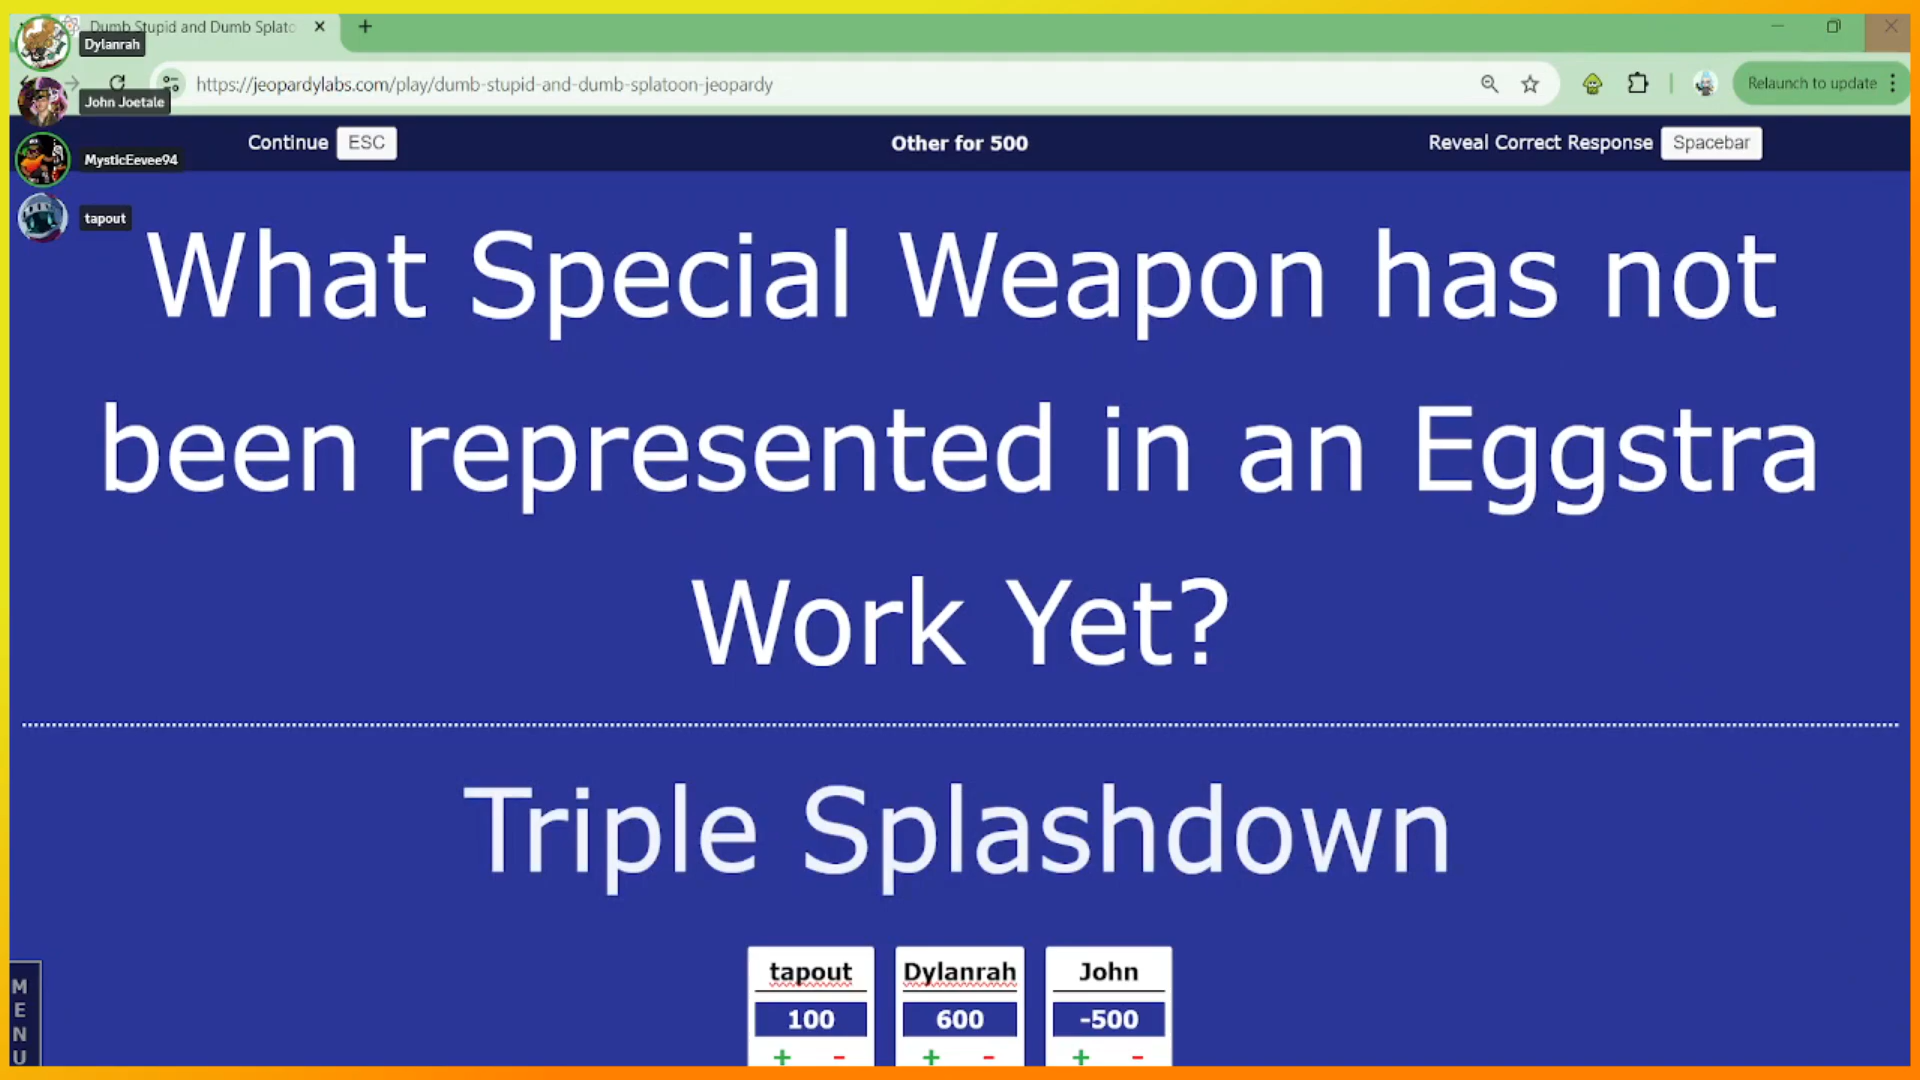 Dumb Stupid and Dumb Splato
Dylanrah
https://jeopardylabs.com/play/dumb-stupid-and-dumb-splatoon-jeopardy
Relaunch to update
John Joetale
Continue ESC
Other for 500
Reveal Correct Response Spacebar
MysticEevee94
tapout
What Special Weapon has not
been represented in an Eggstra
Work Yet?
Triple Splashdown
MENU
tapout Dylanrah John
100 600 -500
+ - + - + -